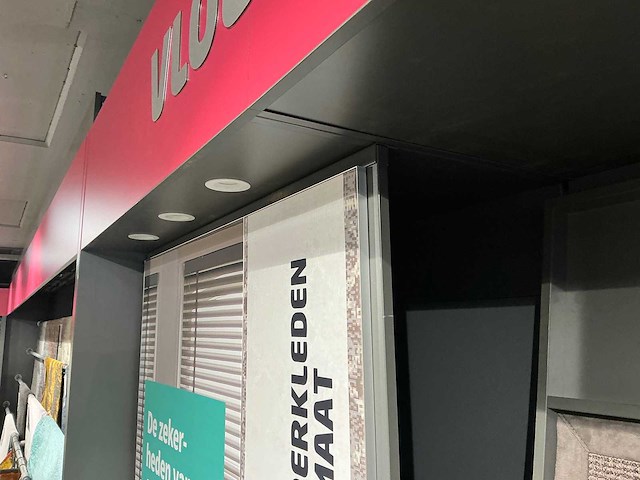 VLO
De zeker-
heden va
ERKLEDEN
MAAT